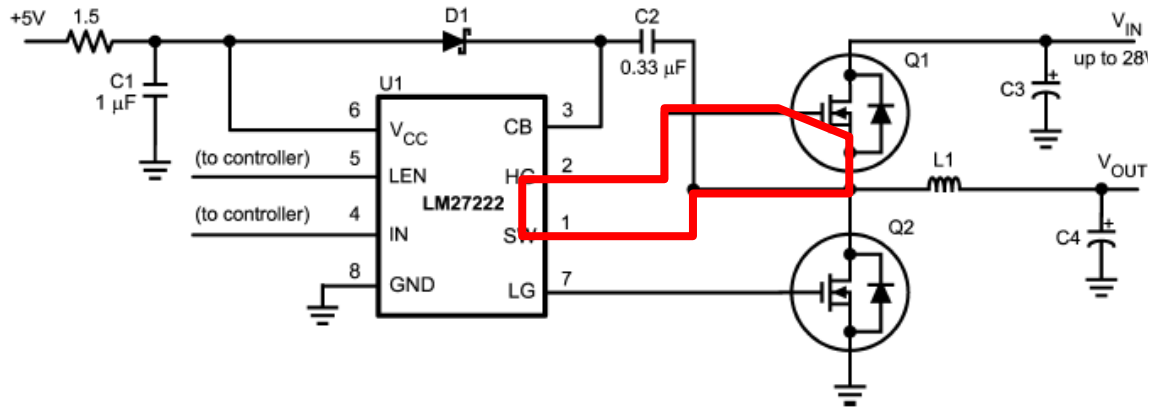 +5V
1.5
D1
C2
0.33 µF
V_IN
up to 28V
Q1
C3
+
C1
1 µF
U1
6
V_CC
CB
3
(to controller)
5
LEN
HG
2
LM27222
L1
V_OUT
(to controller)
4
IN
SW
1
Q2
C4
+
8
GND
LG
7